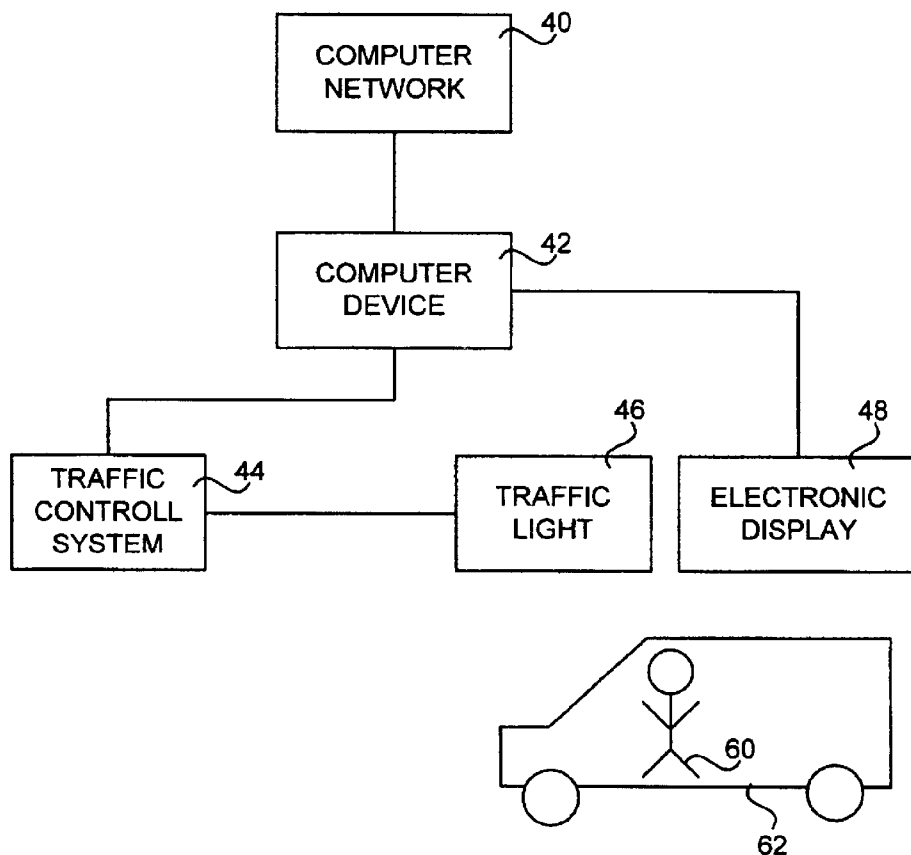 40
COMPUTER
NETWORK
42
COMPUTER
DEVICE
46
48
44
TRAFFIC
CONTROLL
SYSTEM
TRAFFIC
LIGHT
ELECTRONIC
DISPLAY
60
62